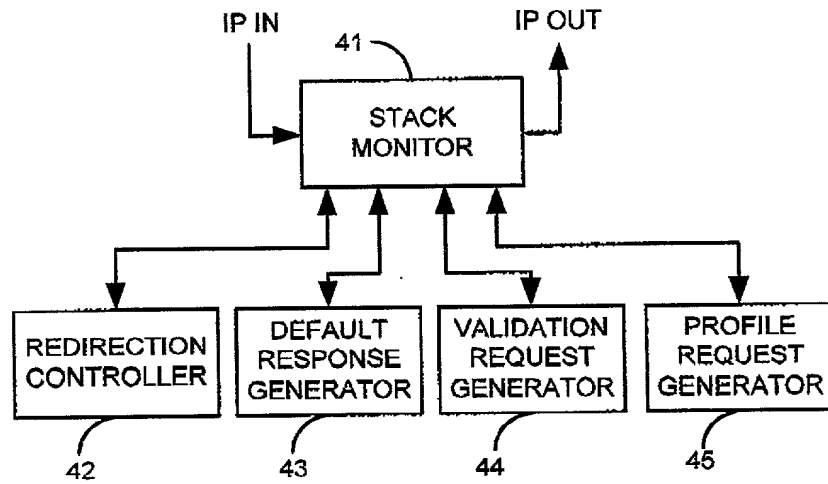 IP IN
IP OUT
41
STACK
MONITOR
REDIRECTION
CONTROLLER
DEFAULT
RESPONSE
GENERATOR
VALIDATION
REQUEST
GENERATOR
PROFILE
REQUEST
GENERATOR
42
43
44
45